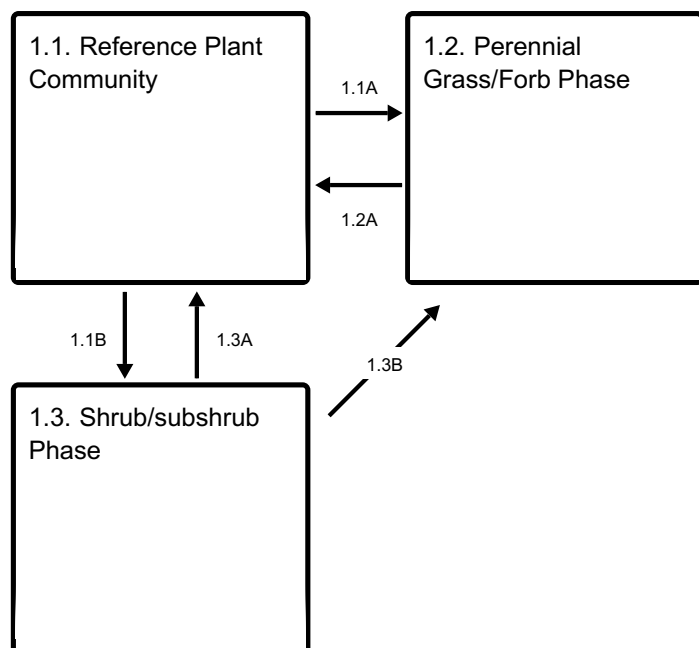 1.1. Reference Plant
Community
1.2. Perennial
Grass/Forb Phase
1.1A
1.2A
1.1B
1.3A
1.3B
1.3. Shrub/subshrub
Phase